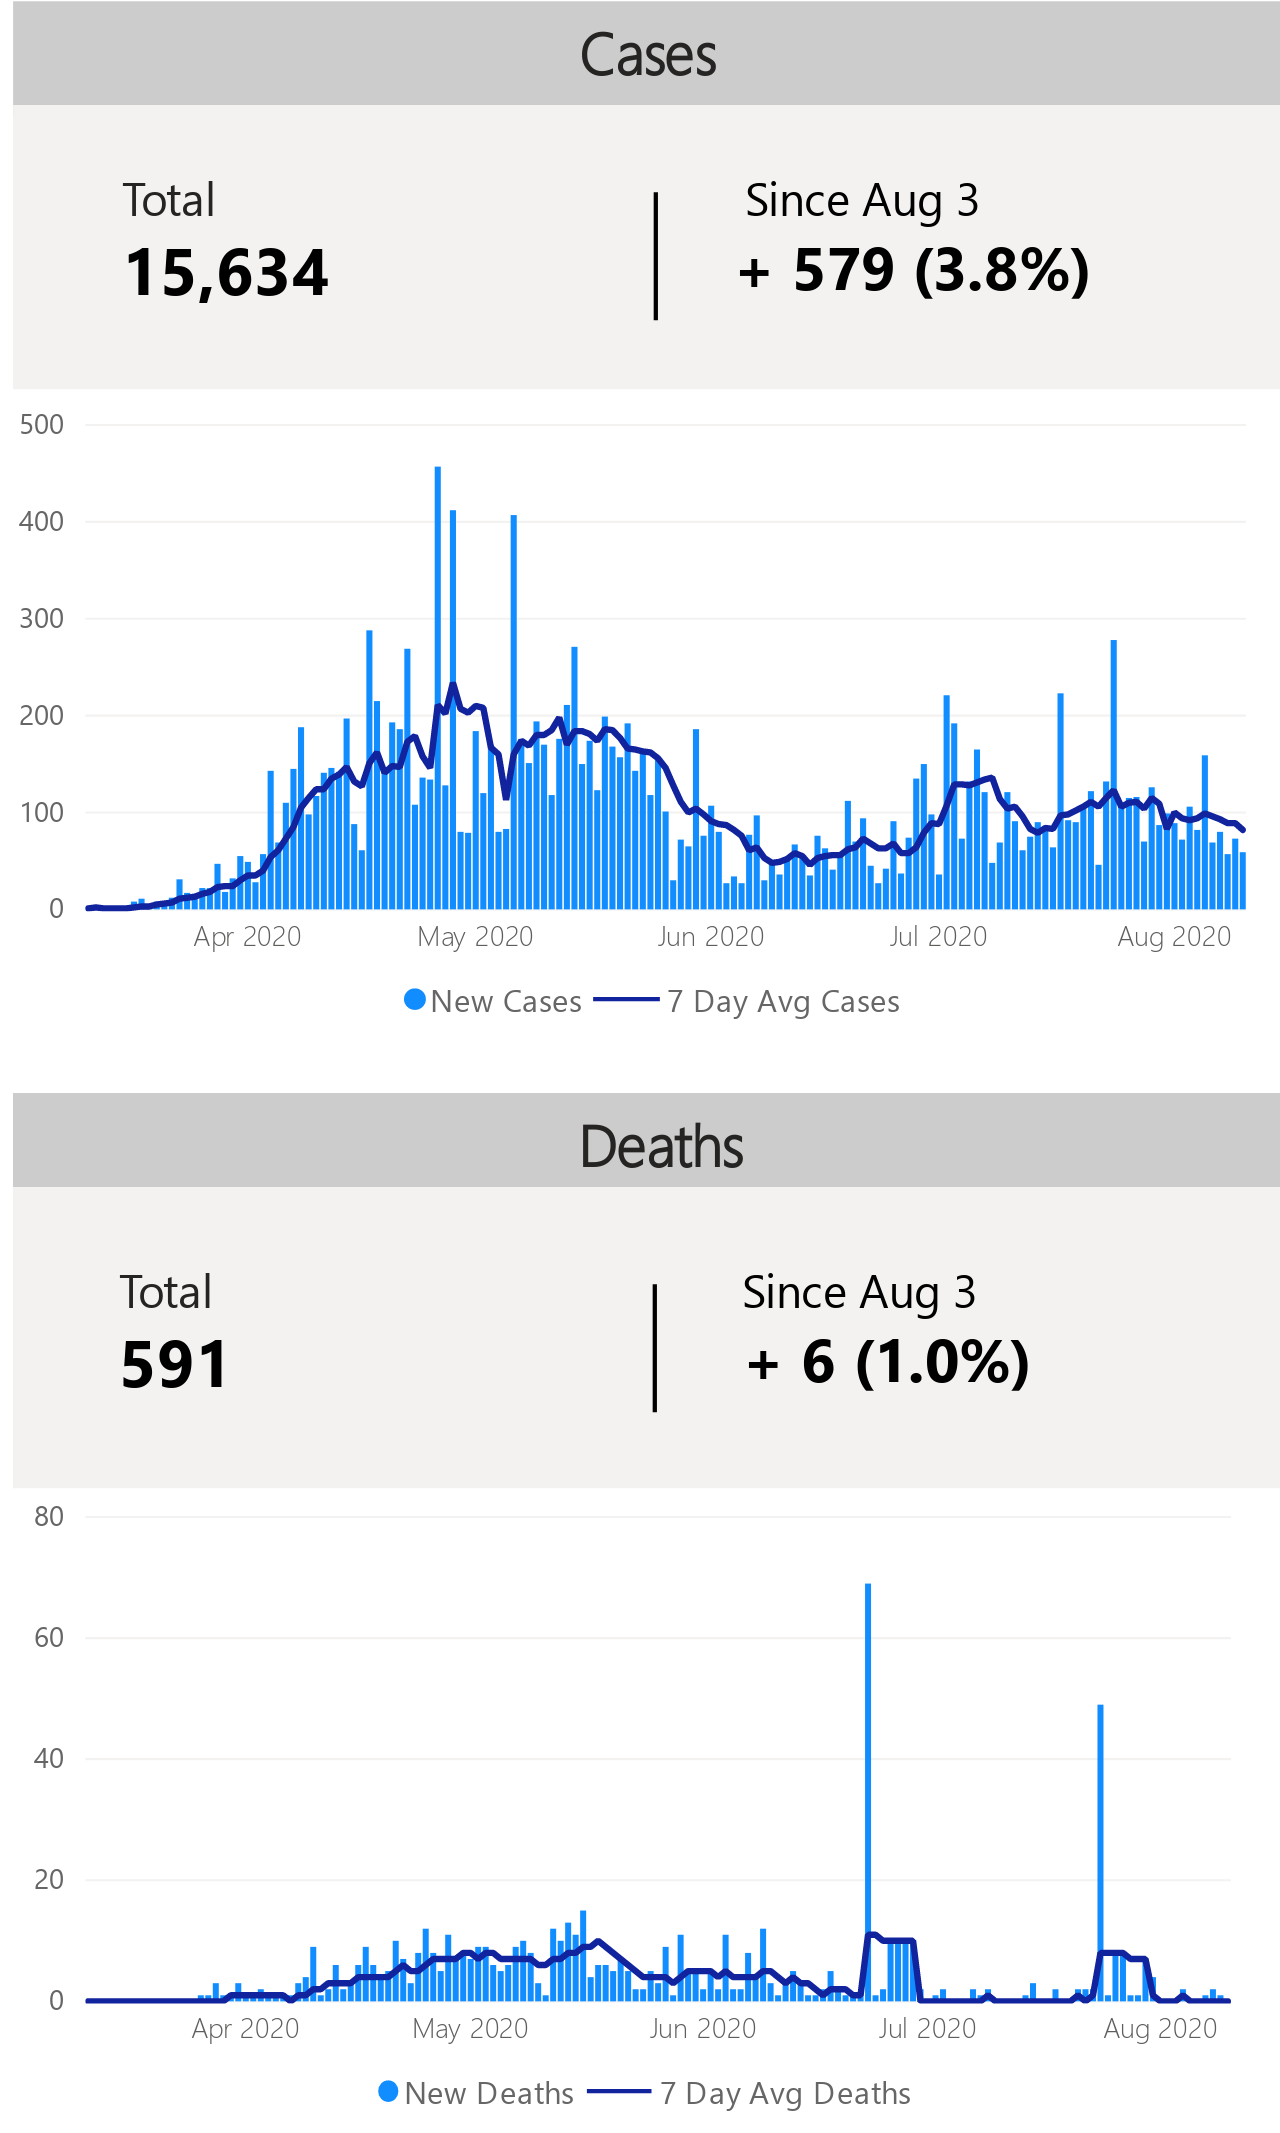 Cases
Total
Since Aug 3
15,634
+ 579 (3.8%)
500
400
300
200
100
0
Apr 2020 May 2020 Jun 2020 Jul 2020 Aug 2020
New Cases 7 Day Avg Cases
Deaths
Total
Since Aug 3
591
+ 6 (1.0%)
80
60
40
20
0
Apr 2020 May 2020 Jun 2020 Jul 2020 Aug 2020
New Deaths 7 Day Avg Deaths